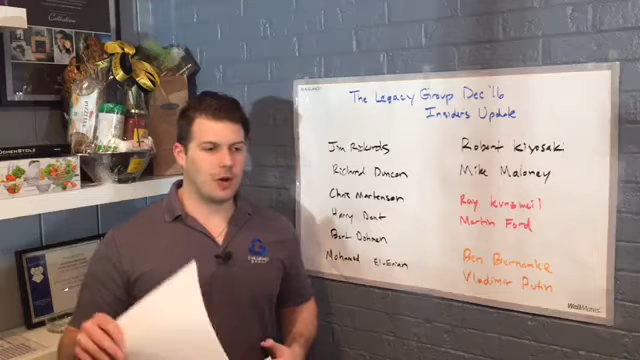 The Legacy Group Dec '16
Insiders Update
Jim Rickards
Richard Duncan
Chris Martenson
Harry Dent
Bert Dohmen
Mohamed El-Erian
Robert Kiyosaki
Mike Maloney
Ray Kurzweil
Martin Ford
Ben Bernanke
Vladimir Putin